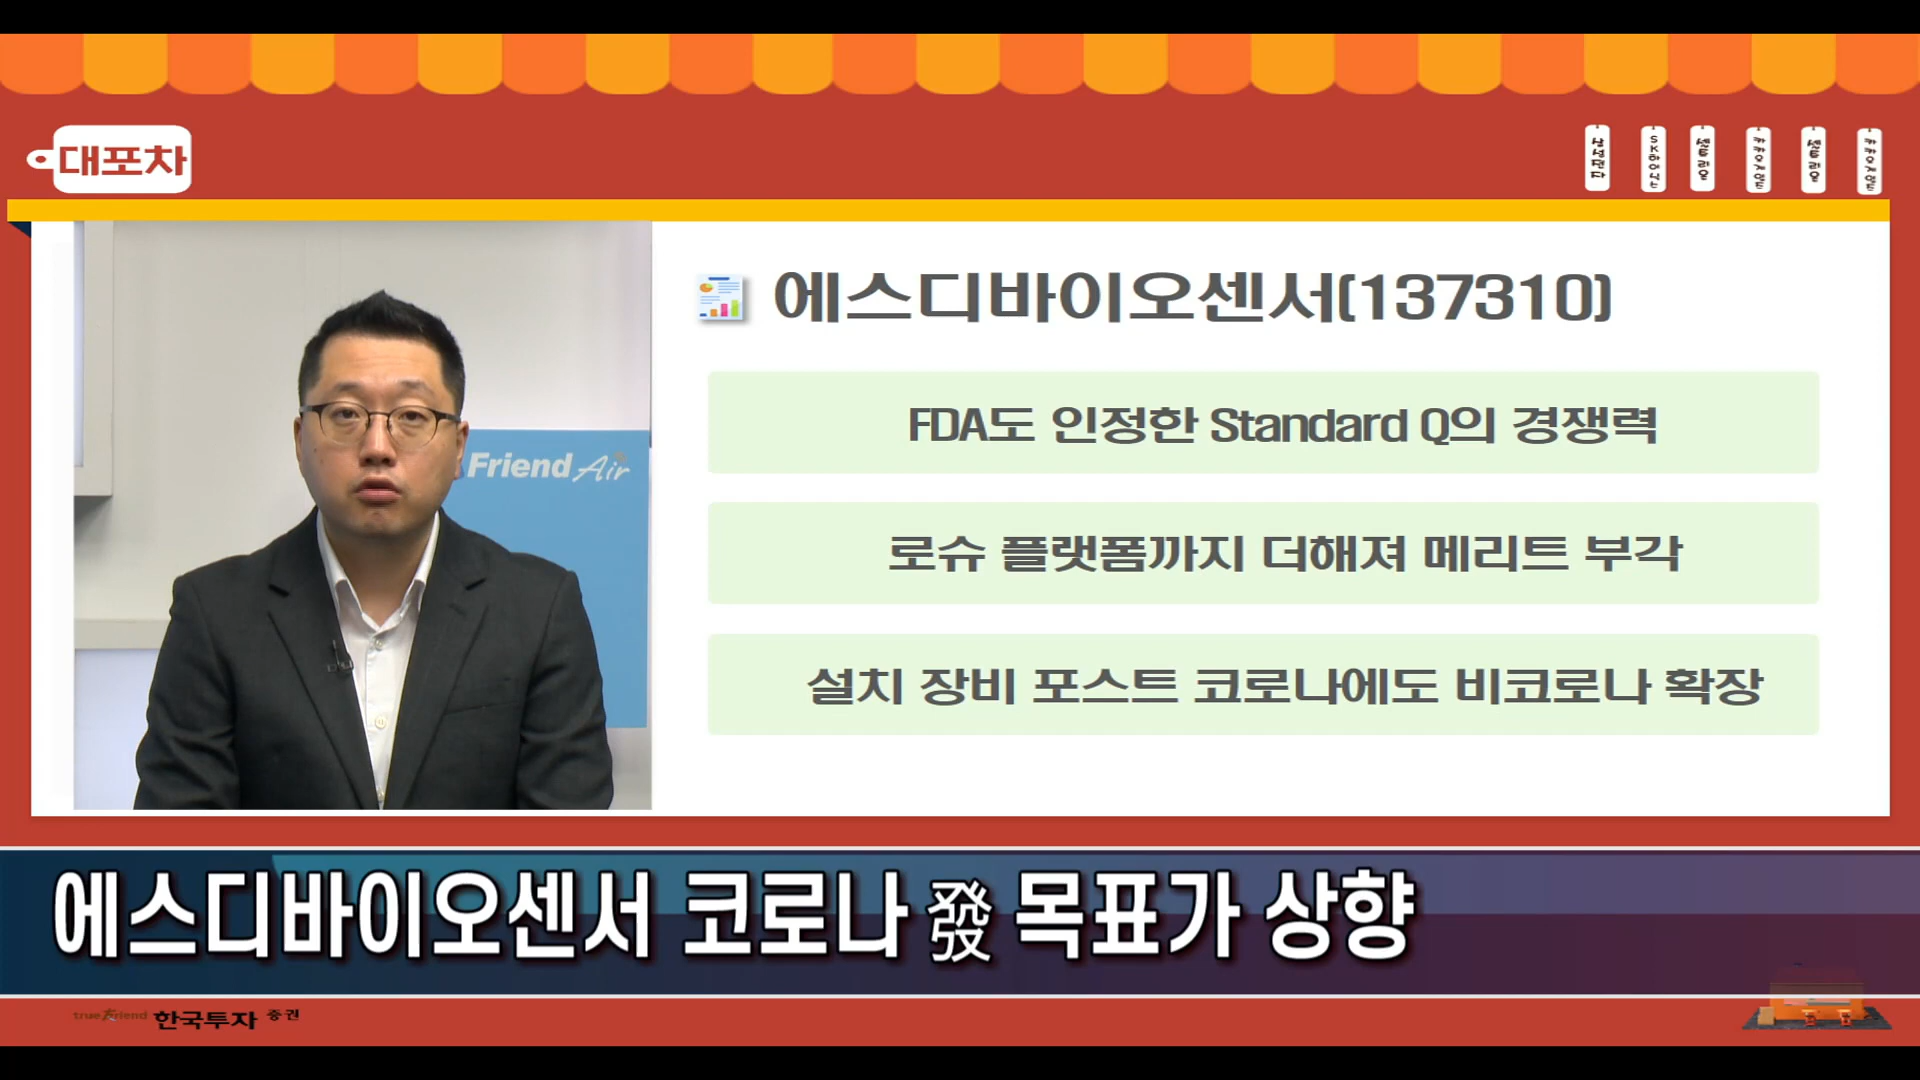 대포차
에스디바이오센서(137310)
FDA도 인정한 Standard Q의 경쟁력
Friend Air
로슈 플랫폼까지 더해져 메리트 부각
설치 장비 포스트 코로나에도 비코로나 확장
에스디바이오센서 코로나 發 목표가 상향
true friend 한국투자 증권